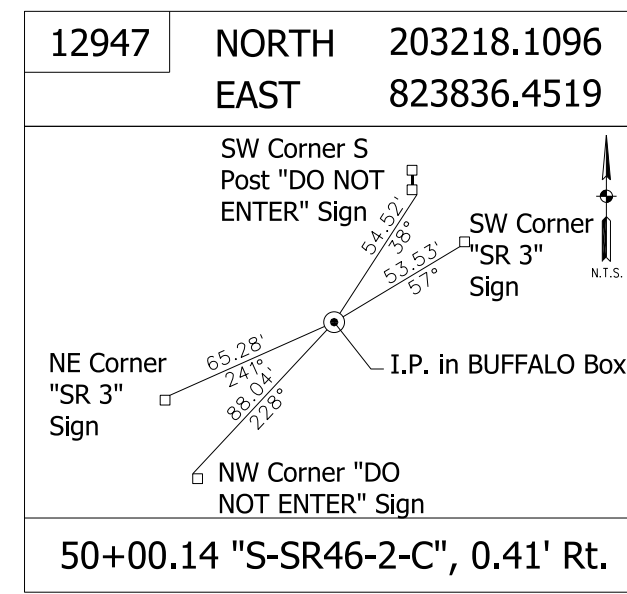 12947 NORTH 203218.1096
EAST 823836.4519
SW Corner S
Post "DO NOT
ENTER" Sign
54.52'
38°
SW Corner
"SR 3"
Sign
53.53'
57°
N.T.S.
65.28'
241°
NE Corner
"SR 3"
Sign
88.04'
228°
I.P. in BUFFALO Box
NW Corner "DO
NOT ENTER" Sign
50+00.14 "S-SR46-2-C", 0.41' Rt.